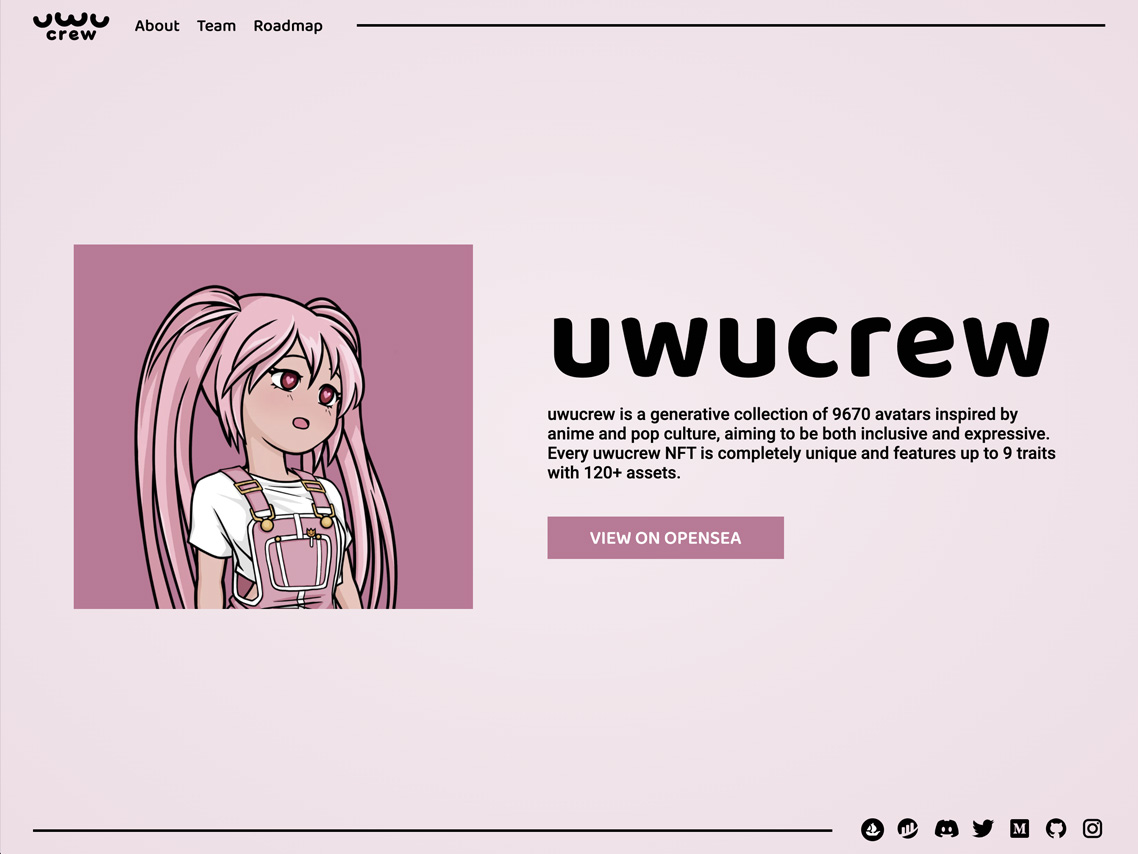 uwu
crew
About Team Roadmap
uwucrew
uwucrew is a generative collection of 9670 avatars inspired by
anime and pop culture, aiming to be both inclusive and expressive.
Every uwucrew NFT is completely unique and features up to 9 traits
with 120+ assets.
VIEW ON OPENSEA
M